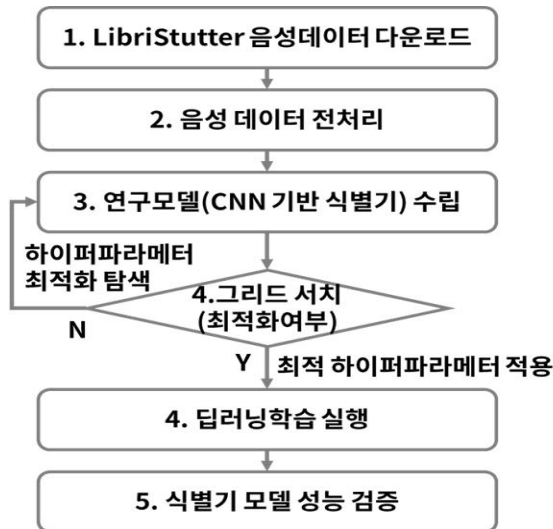 1. LibriStutter 음성데이터 다운로드
2. 음성 데이터 전처리
3. 연구모델(CNN 기반 식별기) 수립
하이퍼파라메터
최적화 탐색
4.그리드 서치
(최적화여부)
N
Y 최적 하이퍼파라메터 적용
4. 딥러닝학습 실행
5. 식별기 모델 성능 검증